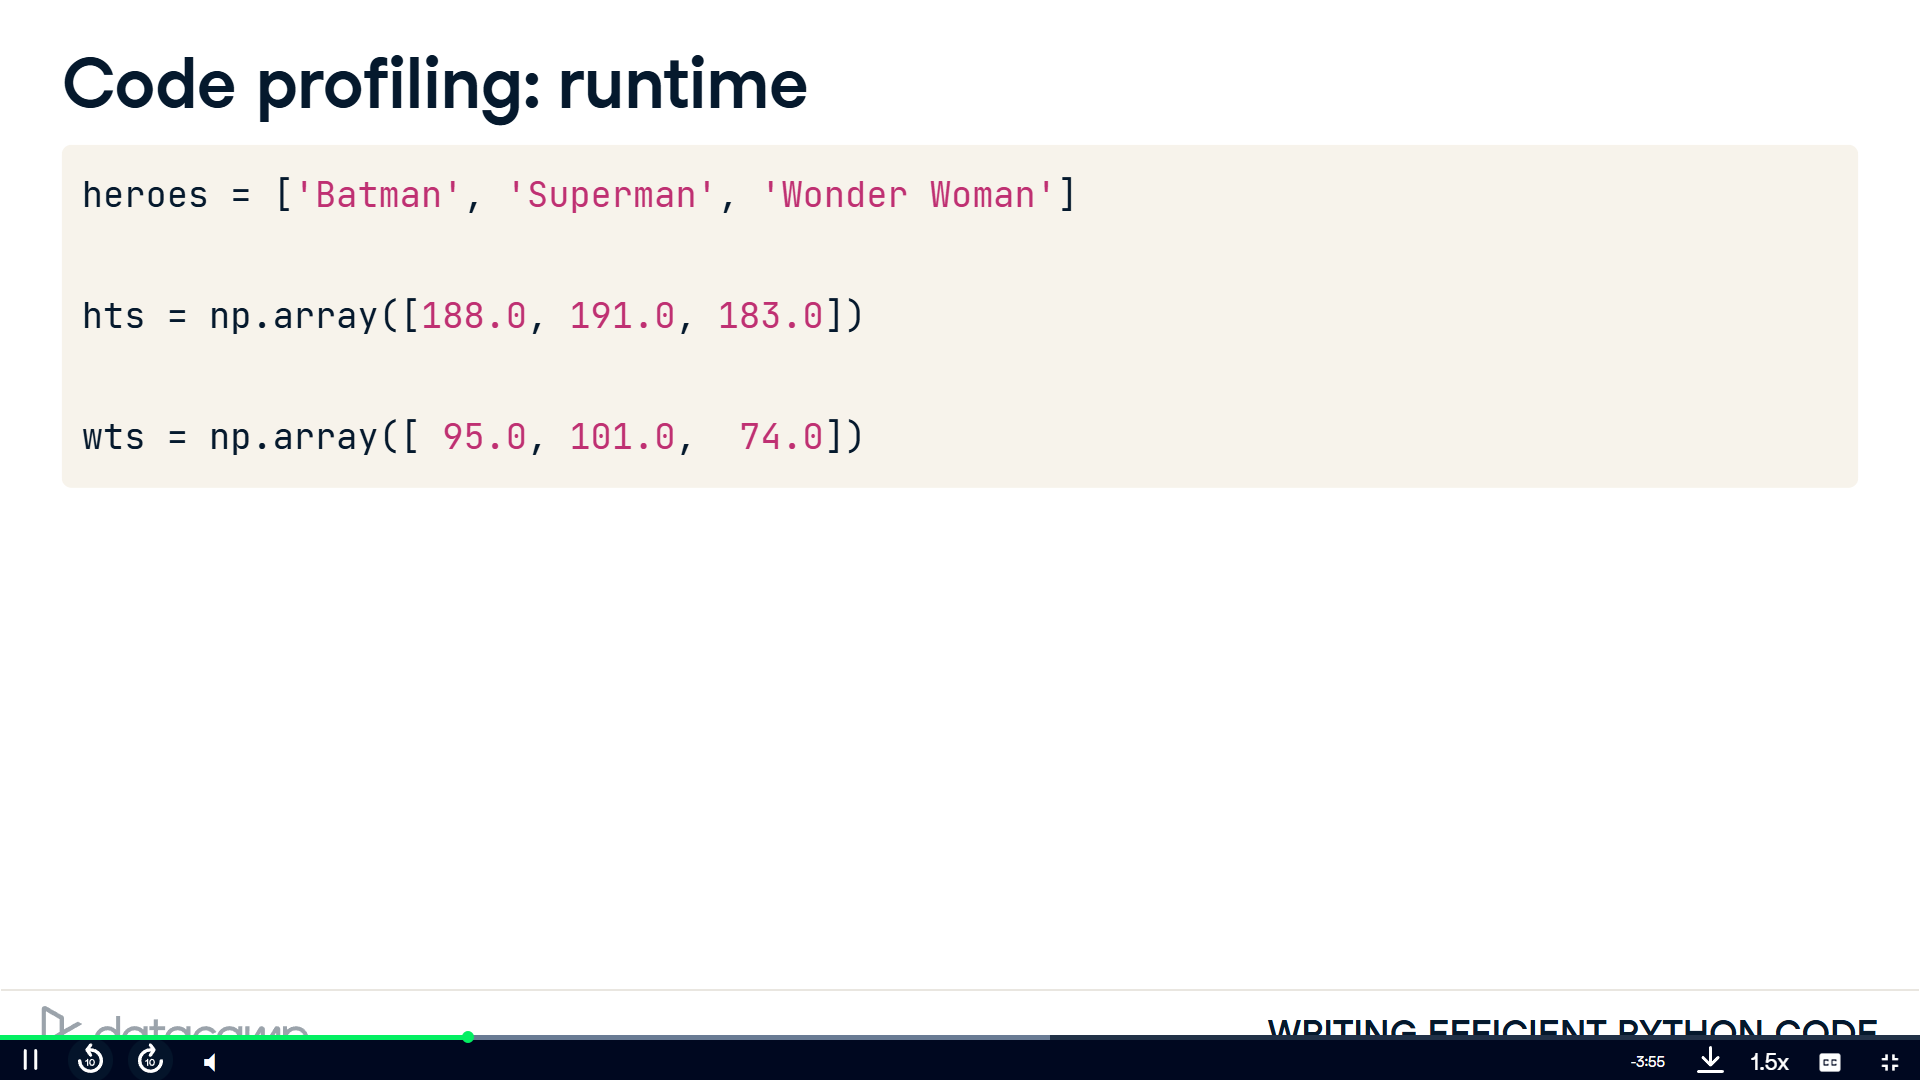 Code profiling: runtime
heroes = ['Batman', 'Superman', 'Wonder Woman']
hts = np.array([188.0, 191.0, 183.0])
wts = np.array([ 95.0, 101.0,  74.0])
datacamp
WRITING EFFICIENT PYTHON CODE
10 10 -3:55 1.5x CC